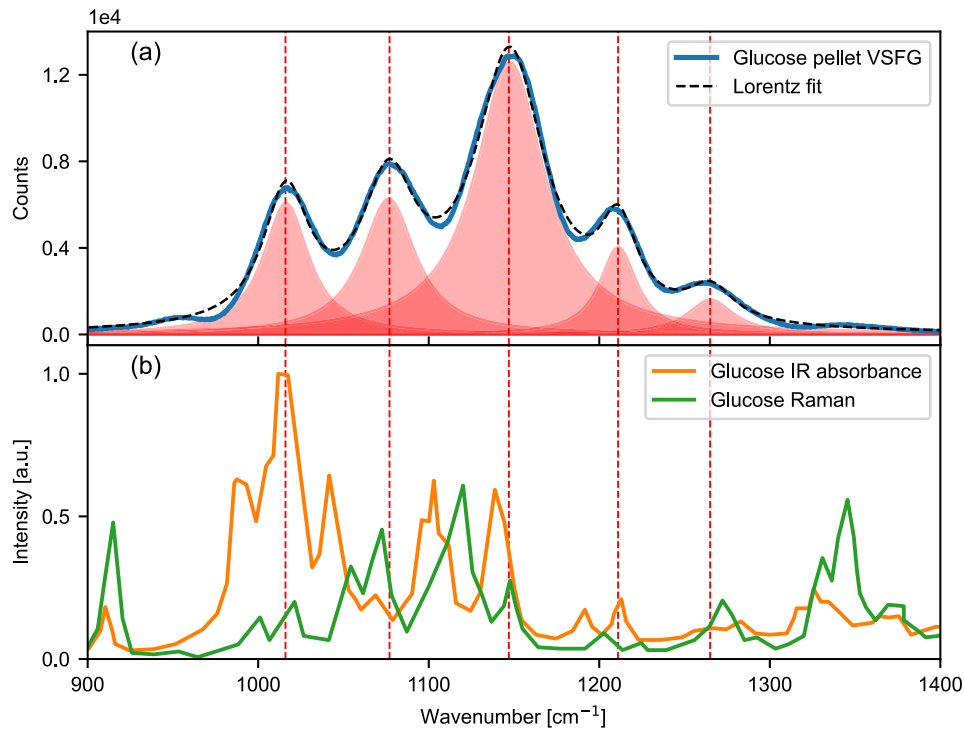 1e4
(a)
Glucose pellet VSFG
Lorentz fit
1.2
0.8
0.4
0.0
Counts
(b)
Glucose IR absorbance
Glucose Raman
1.0
0.5
0.0
Intensity [a.u.]
900 1000 1100 1200 1300 1400
Wavenumber [cm⁻¹]